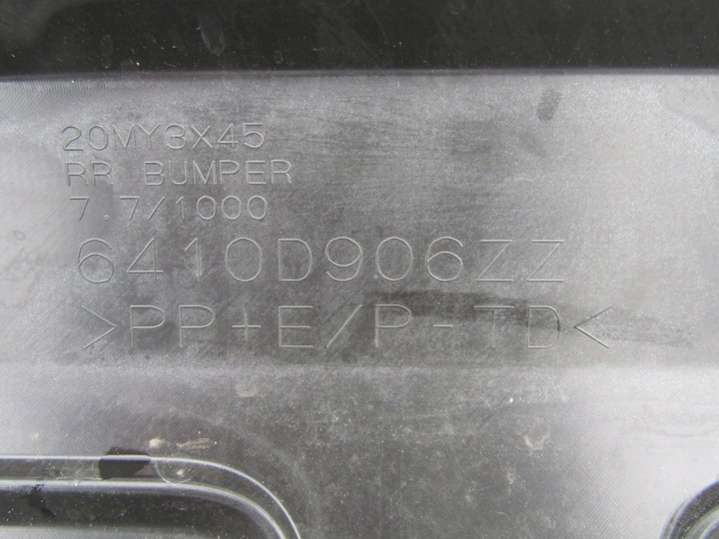 20MY3X45
RR BUMPER
7.7/1000
6410D906ZZ
>PP+E/P-TD<